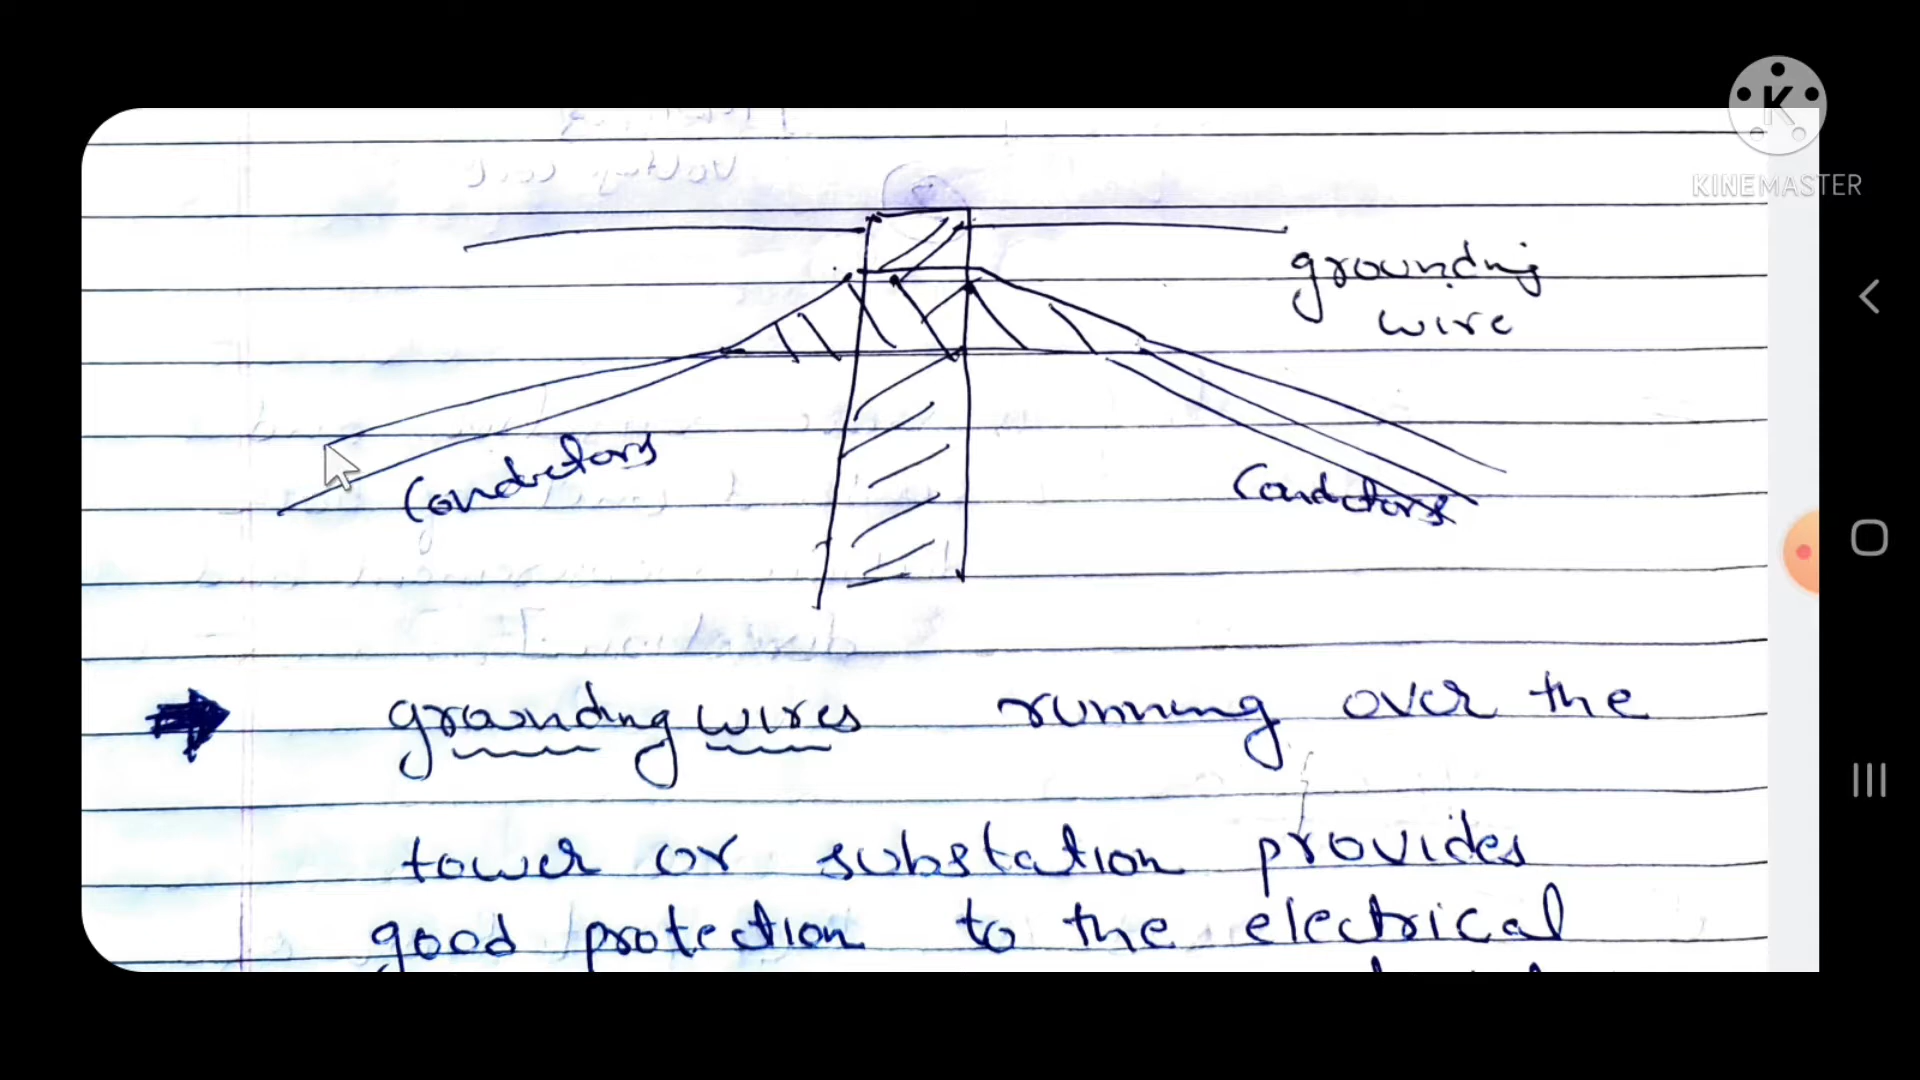 K
KINEMASTER
grounding
wire
Conductors
Conductors
grounding wires running over the
tower or substation provides
good protection to the electrical